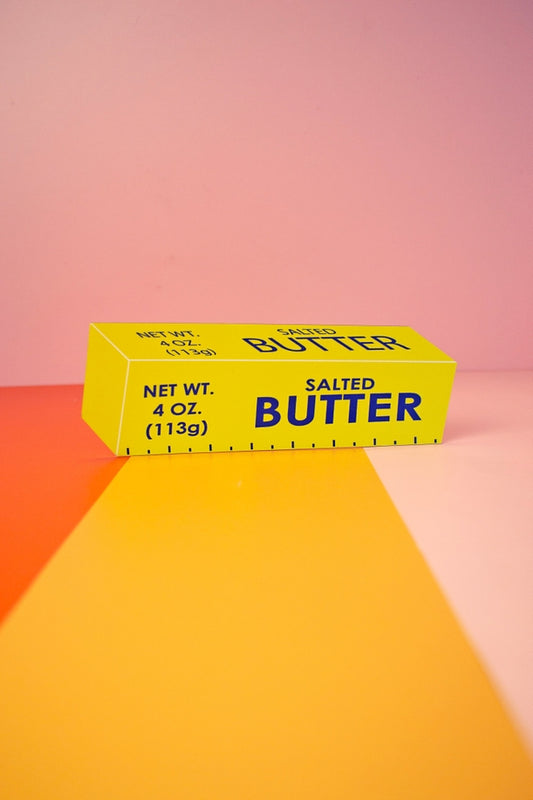 NET WT.
4 OZ.
(113g)
SALTED
BUTTER
NET WT.
4 OZ.
(113g)
SALTED
BUTTER